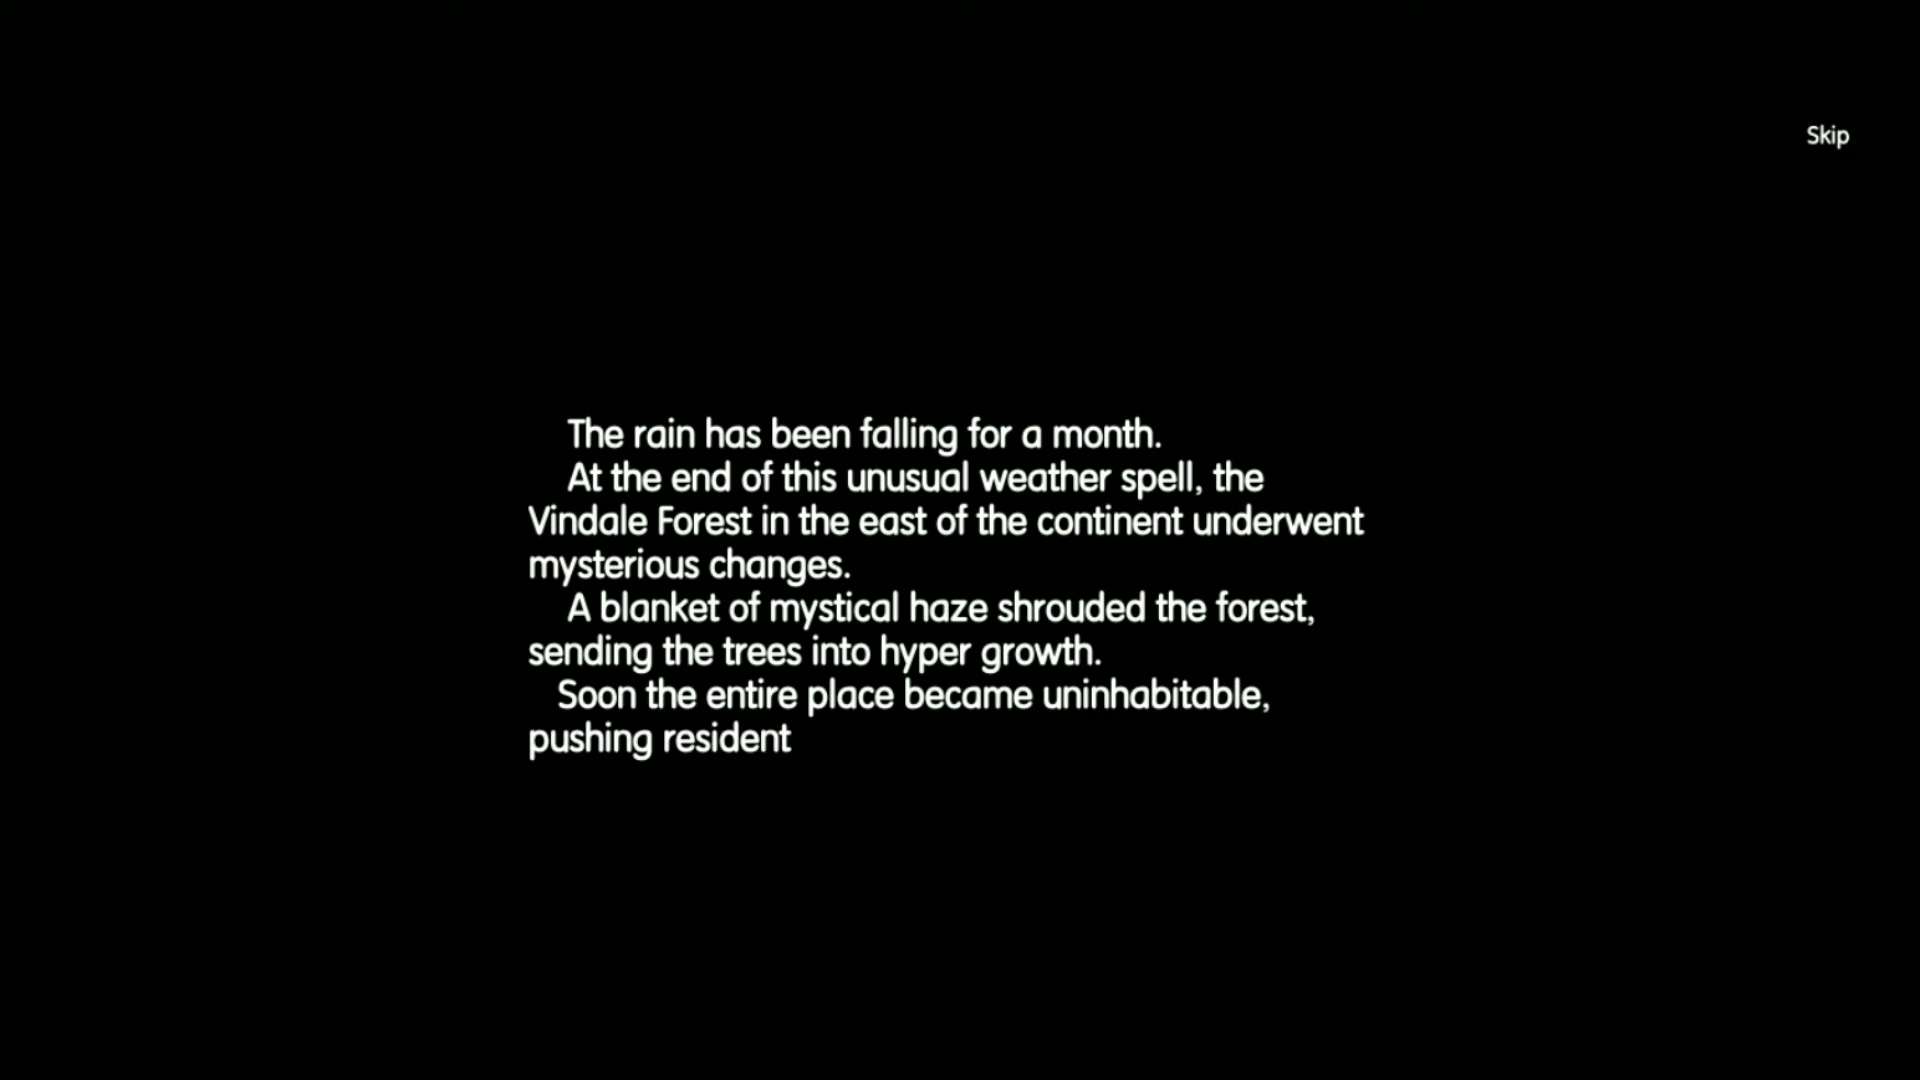 Skip
The rain has been falling for a month.
At the end of this unusual weather spell, the
Vindale Forest in the east of the continent underwent
mysterious changes.
A blanket of mystical haze shrouded the forest,
sending the trees into hyper growth.
Soon the entire place became uninhabitable,
pushing resident